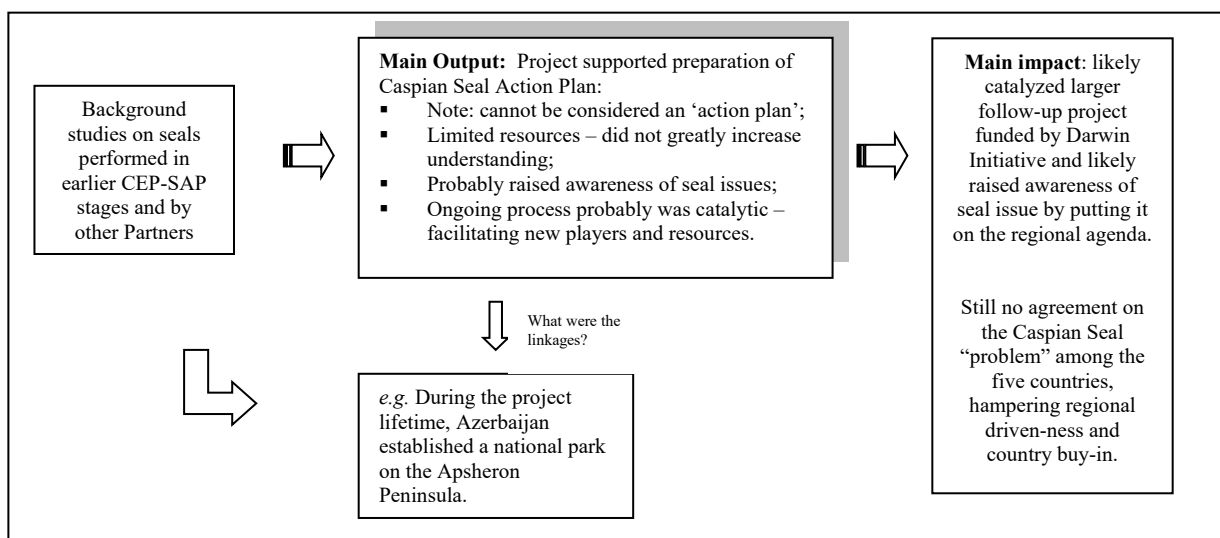 Background
studies on seals
performed in
earlier CEP-SAP
stages and by
other Partners
Main Output: Project supported preparation of
Caspian Seal Action Plan:
▪ Note: cannot be considered an ‘action plan’;
▪ Limited resources – did not greatly increase
understanding;
▪ Probably raised awareness of seal issues;
▪ Ongoing process probably was catalytic –
facilitating new players and resources.
What were the
linkages?
e.g. During the project
lifetime, Azerbaijan
established a national park
on the Apsheron
Peninsula.
Main impact: likely
catalyzed larger
follow-up project
funded by Darwin
Initiative and likely
raised awareness of
seal issue by putting it
on the regional agenda.
Still no agreement on
the Caspian Seal
“problem” among the
five countries,
hampering regional
driven-ness and
country buy-in.